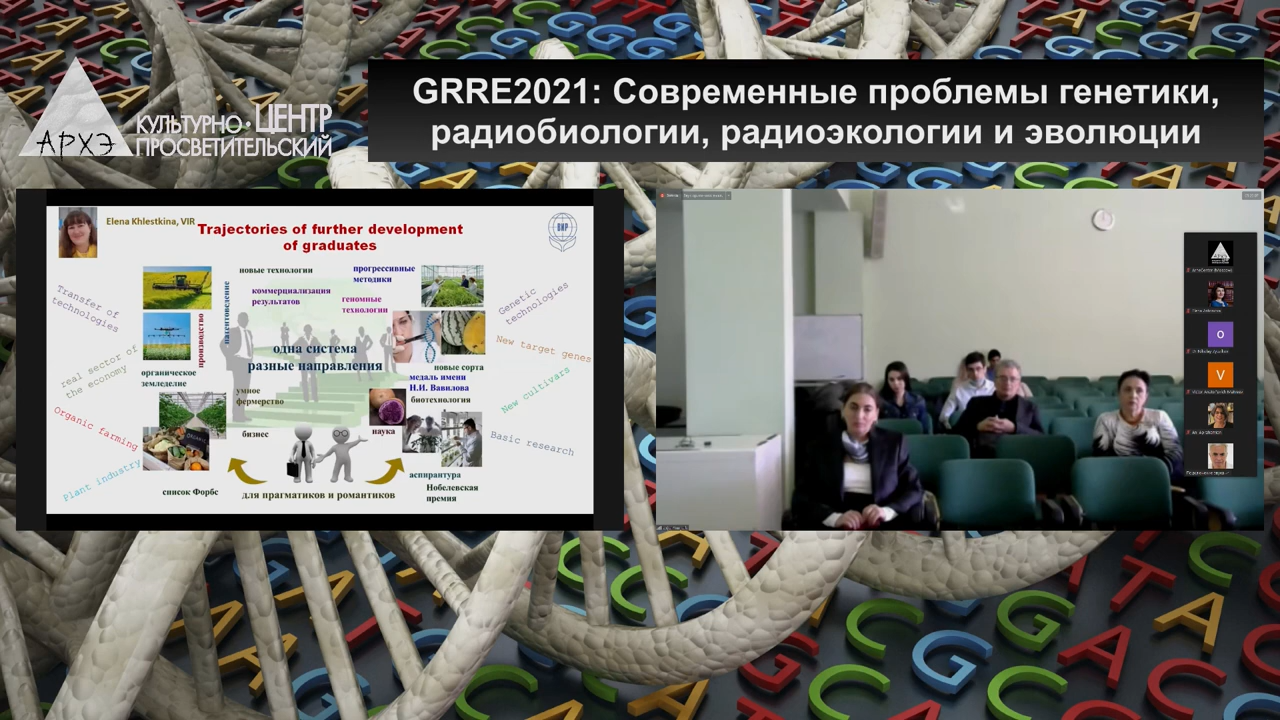 GRRE2021: Современные проблемы генетики,
радиобиологии, радиоэкологии и эволюции
АРХЭ
КУЛЬТУРНО·ЦЕНТР
ПРОСВЕТИТЕЛЬСКИЙ
Elena Khlestkina, VIR
Trajectories of further development
of graduates
ВИР
Transfer of
technologies
real sector of
the economy
Organic farming
Plant industry
новые технологии
прогрессивные
методики
коммерциализация
результатов
геномные
технологии
патентоведение
производство
одна система
разные направления
органическое
земледелие
умное
фермерство
новые сорта
медаль имени
Н.И. Вавилова
биотехнология
бизнес
наука
аспирантура
Нобелевская
премия
список Форбс
для прагматиков и романтиков
Genetic
technologies
New target genes
New cultivars
Basic research
O
V